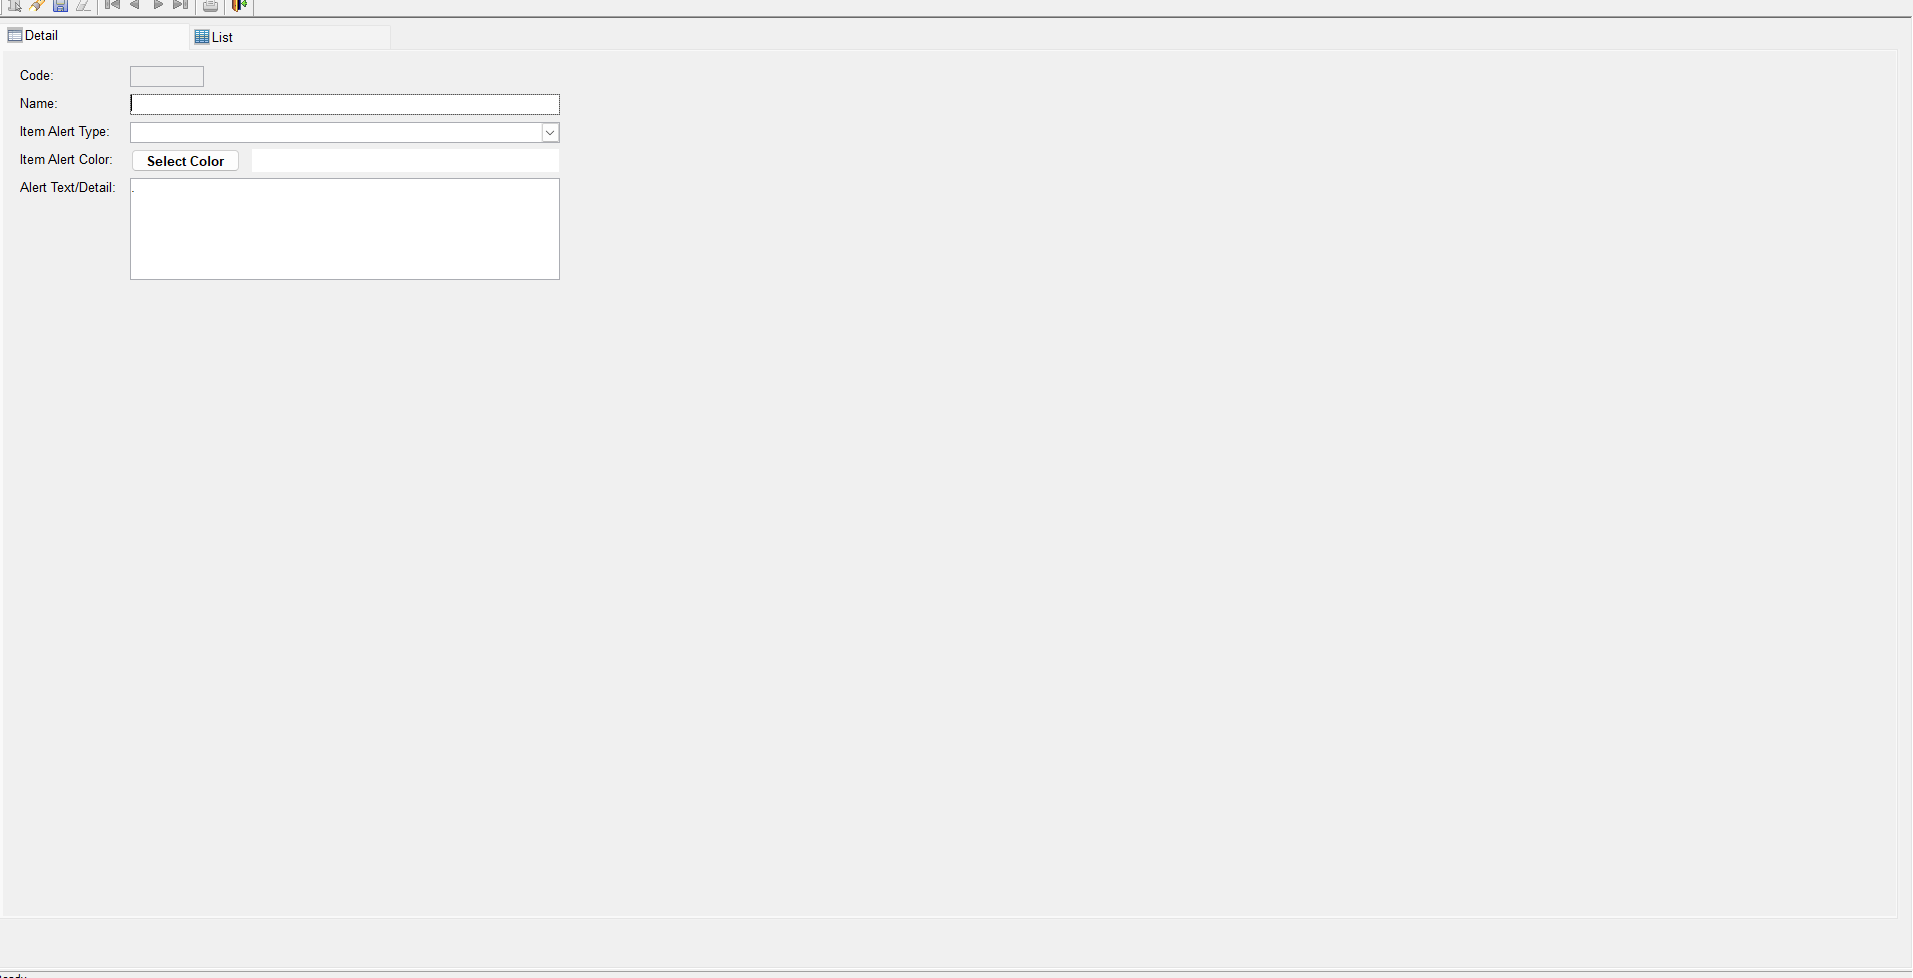 Detail
List
Code:
Name:
Item Alert Type:
Item Alert Color:
Select Color
Alert Text/Detail:
.